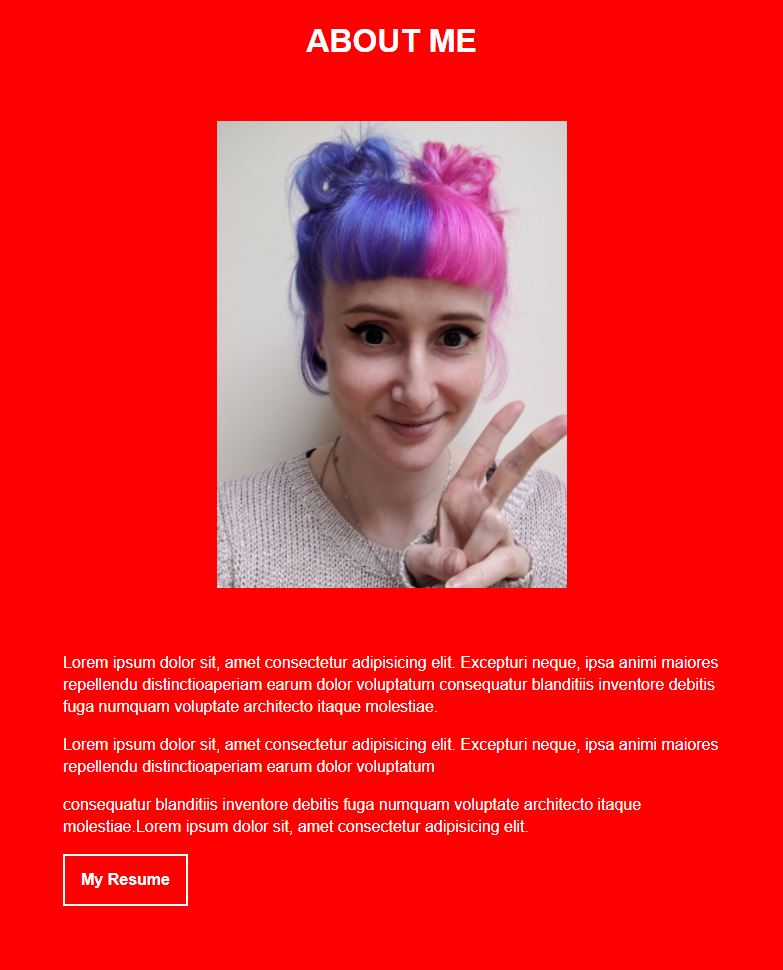 ABOUT ME
Lorem ipsum dolor sit, amet consectetur adipisicing elit. Excepturi neque, ipsa animi maiores
repellendu distinctioaperiam earum dolor voluptatum consequatur blanditiis inventore debitis
fuga numquam voluptate architecto itaque molestiae.
Lorem ipsum dolor sit, amet consectetur adipisicing elit. Excepturi neque, ipsa animi maiores
repellendu distinctioaperiam earum dolor voluptatum
consequatur blanditiis inventore debitis fuga numquam voluptate architecto itaque
molestiae.Lorem ipsum dolor sit, amet consectetur adipisicing elit.
My Resume